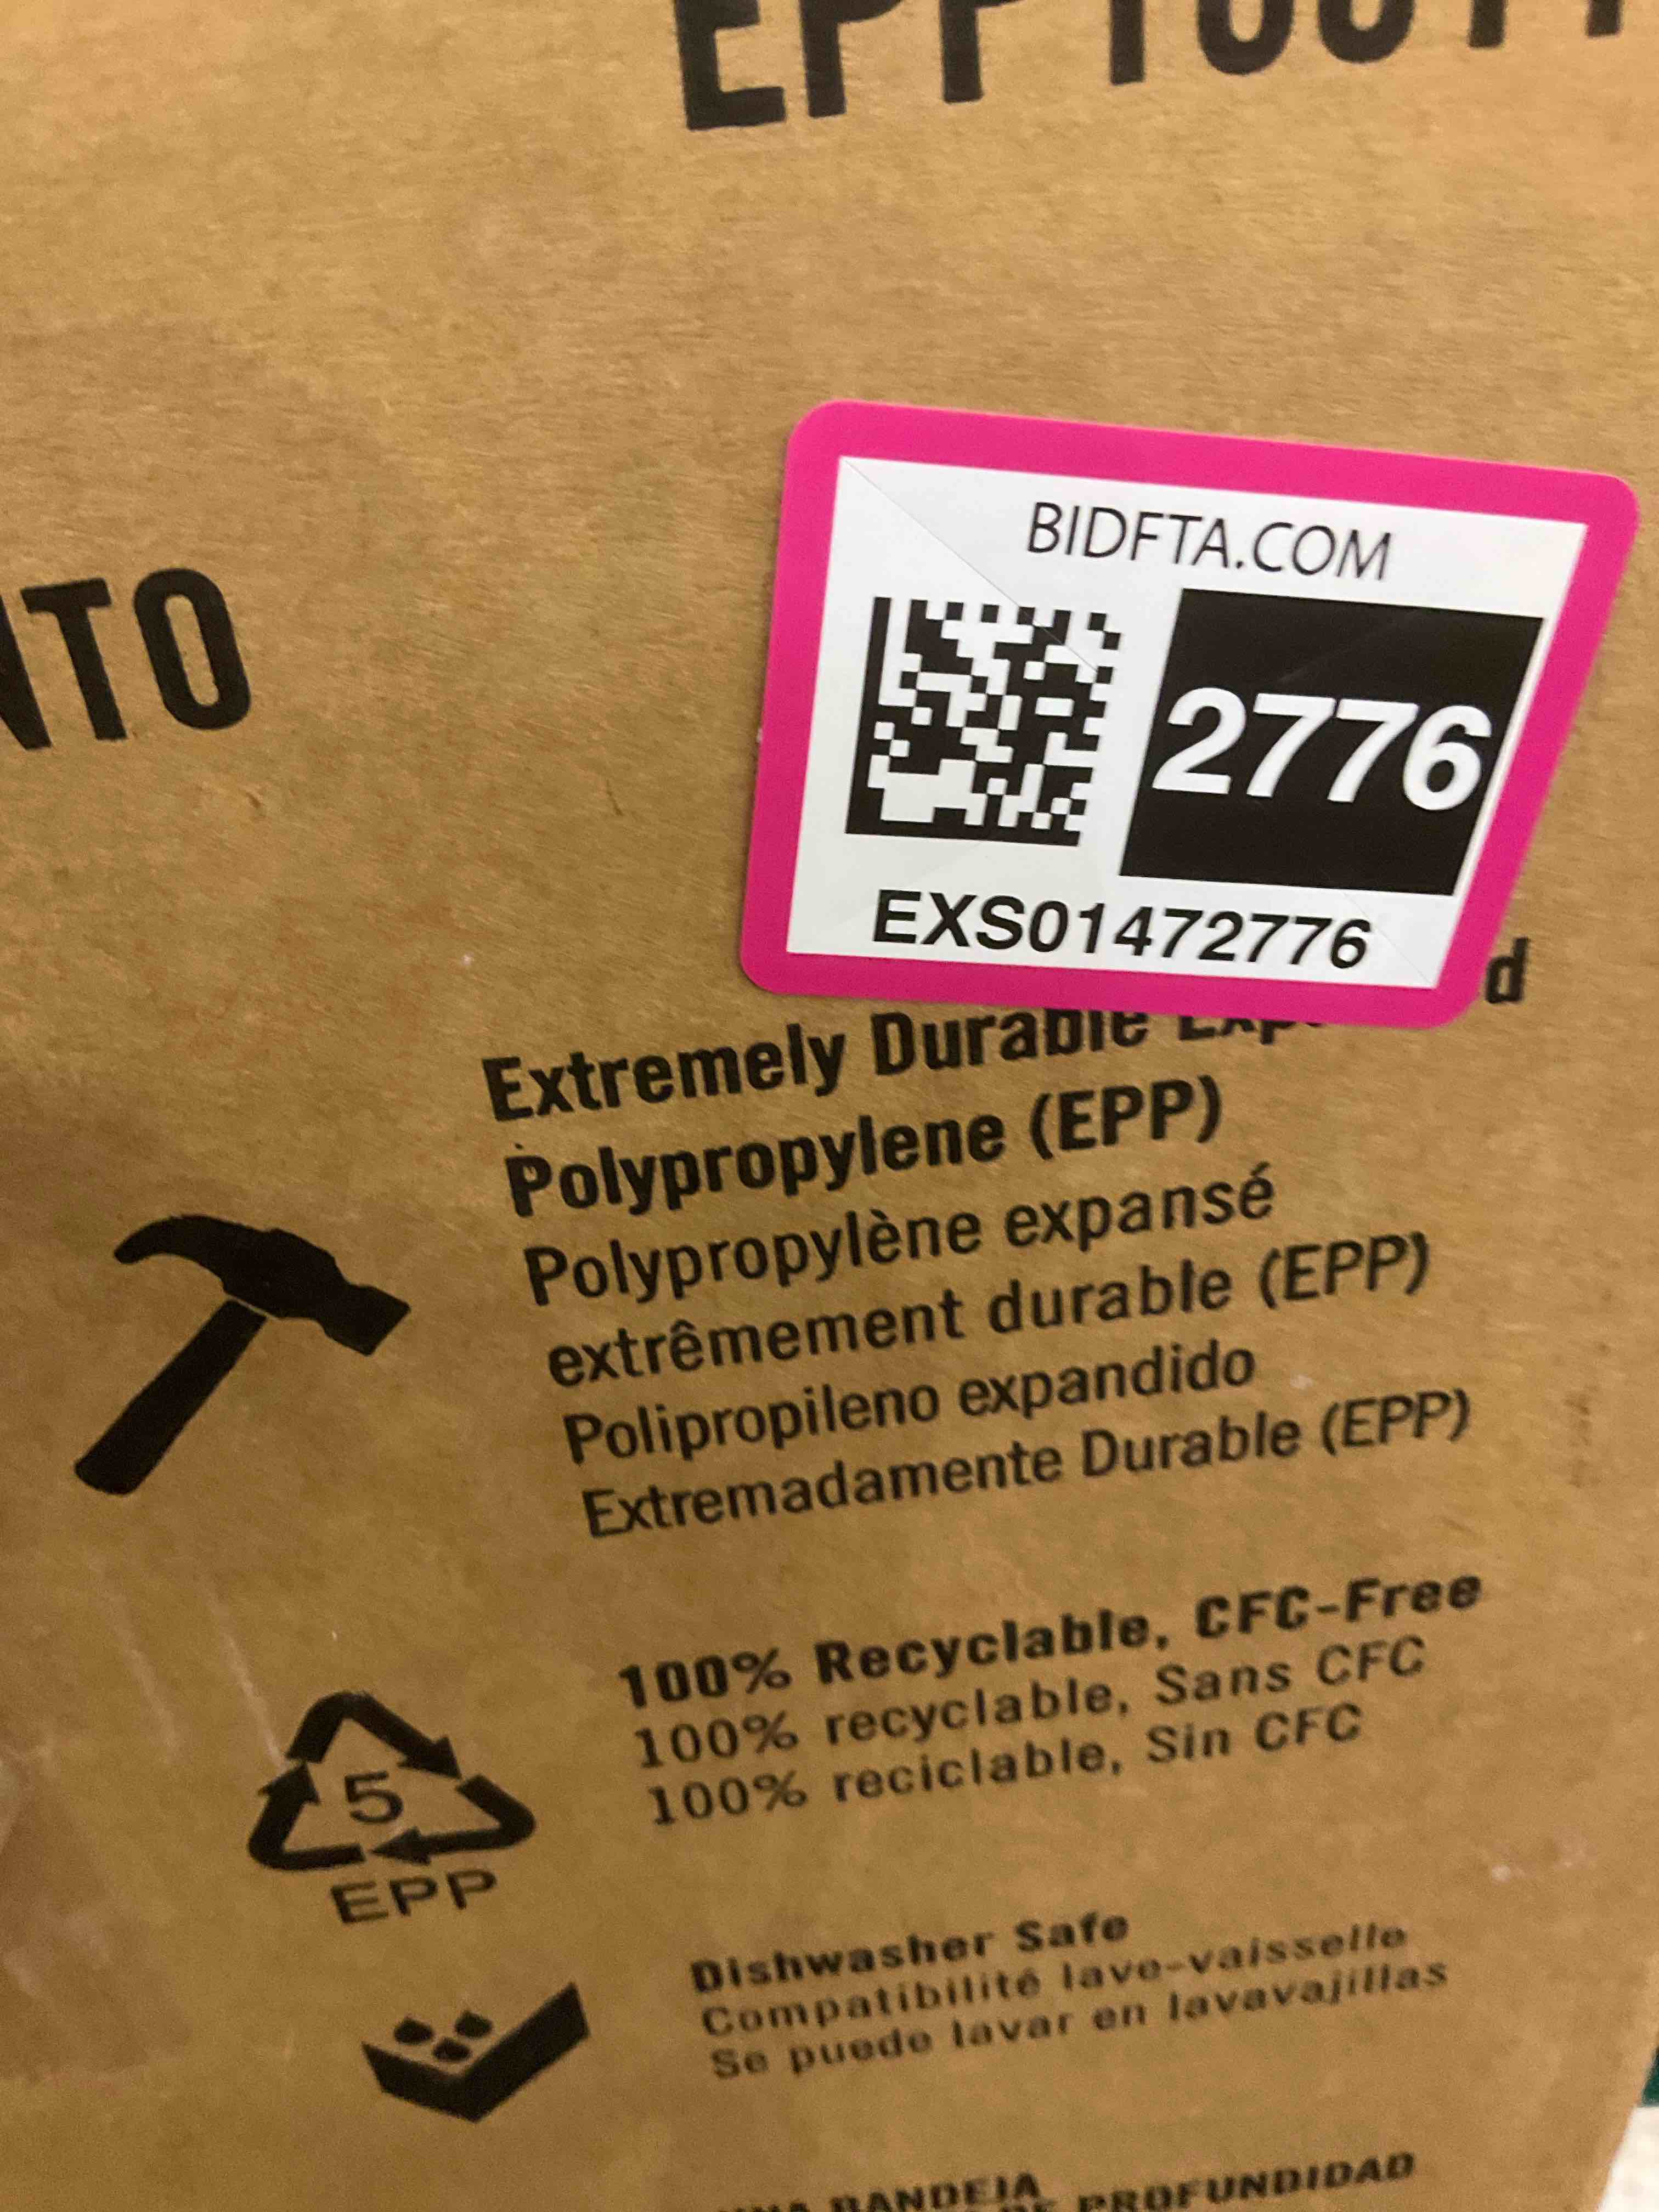 BIDFTA.COM
2776
EXS01472776
NTO
Extremely Durable d
Polypropylene (EPP)
Polypropylène expansé
extrêmement durable (EPP)
Polipropileno expandido
Extremadamente Durable (EPP)
100% Recyclable, CFC-Free
100% recyclable, Sans CFC
100% reciclable, Sin CFC
5
EPP
Dishwasher Safe
Compatibilité lave-vaisselle
Se puede lavar en lavavajillas
BANDEJA
PROFUNDIDAD